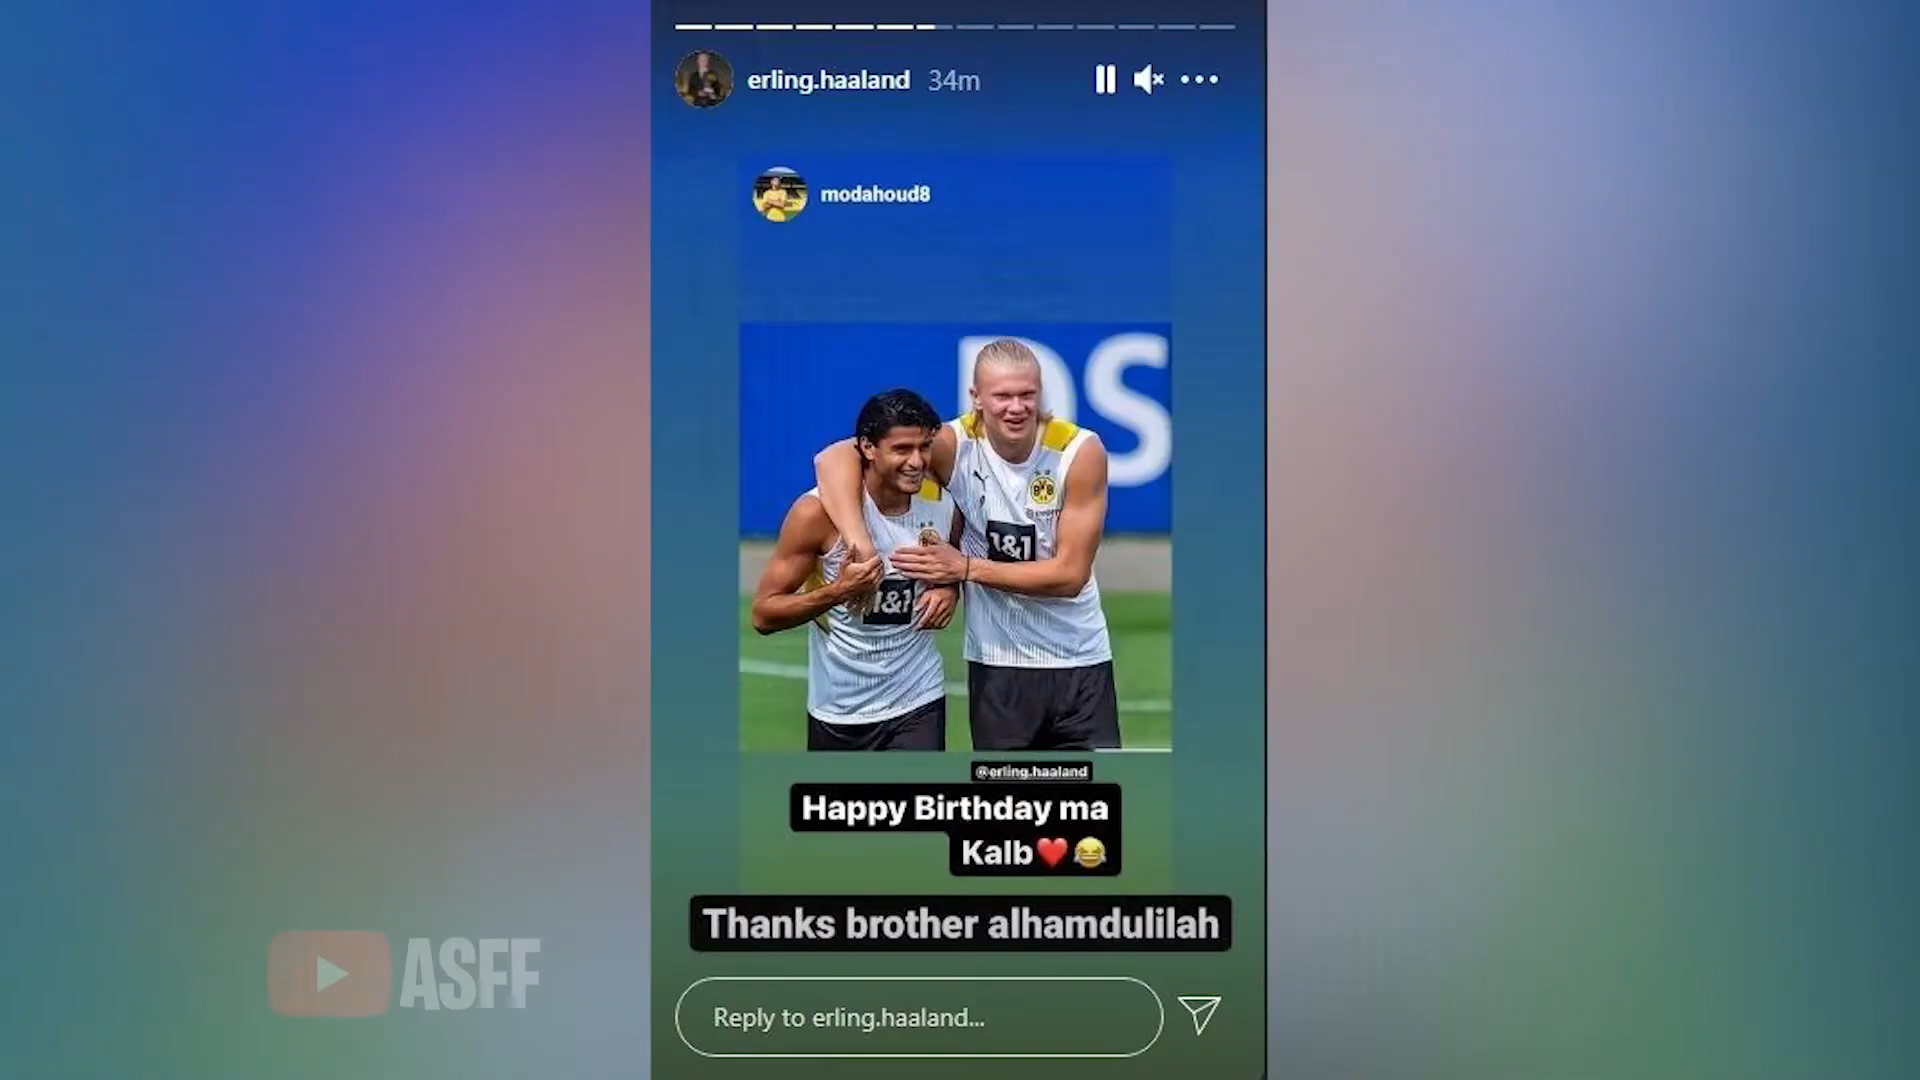 erling.haaland 34m
modahoud8
DS
BVB
1&1
1&1
@erling.haaland
Happy Birthday ma
Kalb❤️😂
Thanks brother alhamdulilah
Reply to erling.haaland...
ASFF